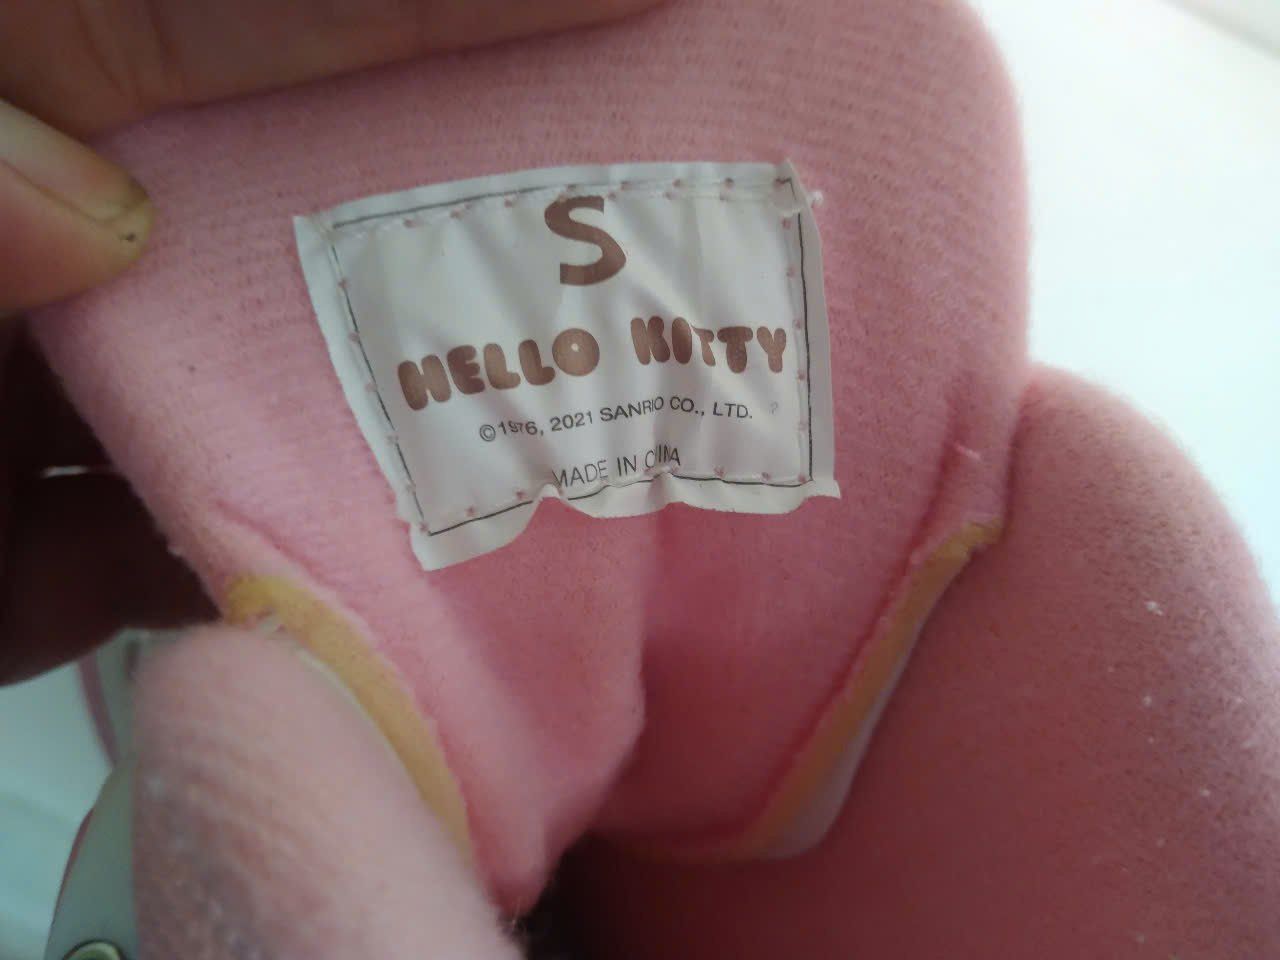 S
HELLO KITTY
©1976, 2021 SANRIO CO., LTD.
MADE IN CHINA